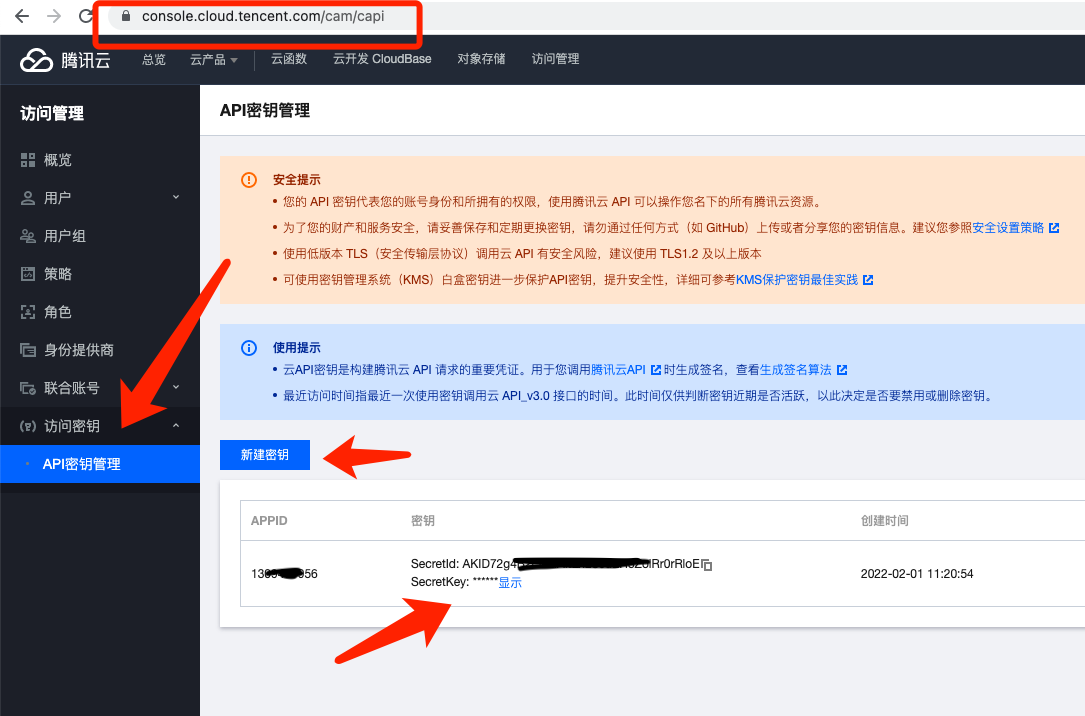 console.cloud.tencent.com/cam/capi
腾讯云 总览 云产品 云函数 云开发 CloudBase 对象存储 访问管理
访问管理
概览
用户
用户组
策略
角色
身份提供商
联合账号
访问密钥
API密钥管理
API密钥管理
安全提示
• 您的 API 密钥代表您的账号身份和所拥有的权限，使用腾讯云 API 可以操作您名下的所有腾讯云资源。
• 为了您的财产和服务安全，请妥善保存和定期更换密钥，请勿通过任何方式（如 GitHub）上传或者分享您的密钥信息。建议您参照安全设置策略
• 使用低版本 TLS（安全传输层协议）调用云 API 有安全风险，建议使用 TLS1.2 及以上版本
• 可使用密钥管理系统（KMS）白盒密钥进一步保护API密钥，提升安全性，详细可参考KMS保护密钥最佳实践
使用提示
• 云API密钥是构建腾讯云 API 请求的重要凭证。用于您调用腾讯云API 时生成签名，查看生成签名算法
• 最近访问时间指最近一次使用密钥调用云 API_v3.0 接口的时间。此时间仅供判断密钥近期是否活跃，以此决定是否要禁用或删除密钥。
新建密钥
APPID 密钥 创建时间
SecretId: AKID72g4
SecretKey: ******显示
2022-02-01 11:20:54